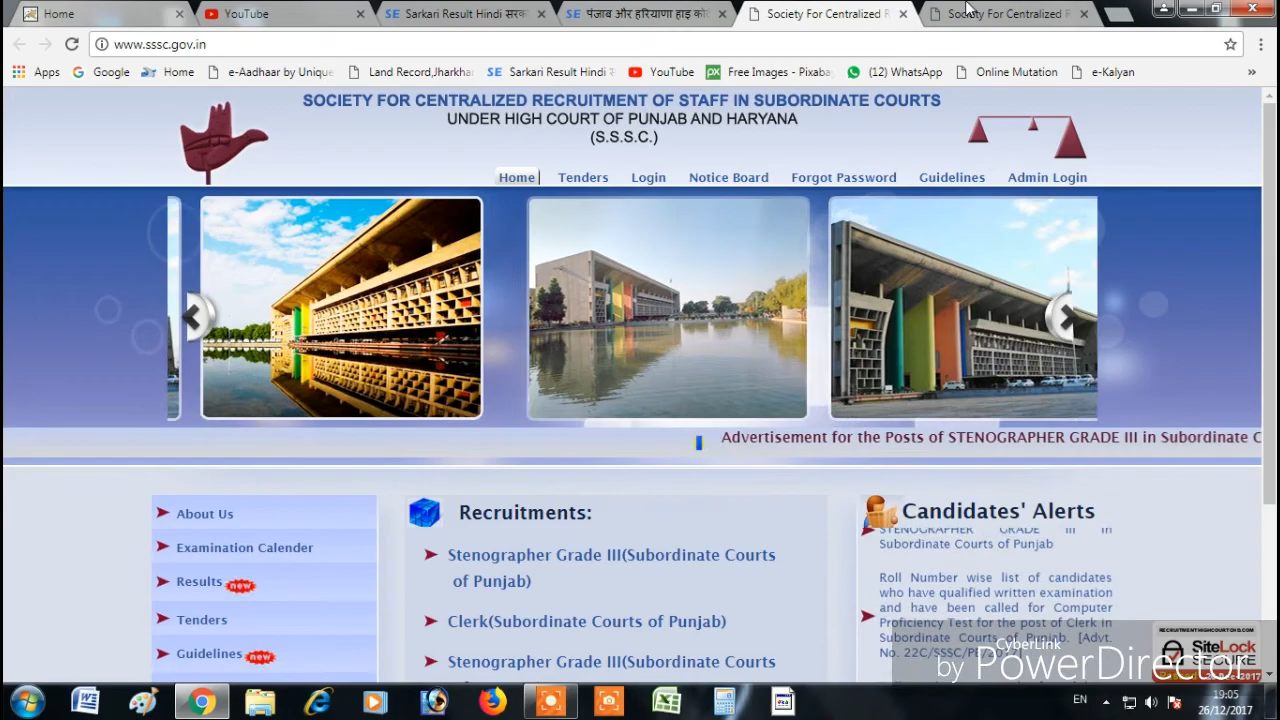 Home
YouTube
Sarkari Result Hindi सरका
पंजाब और हरियाणा हाइ कोर्ट
Society For Centralized R
Society For Centralized R
www.sssc.gov.in
Apps
Google
Home
e-Aadhaar by Unique
Land Record,Jharkha
Sarkari Result Hindi
YouTube
Free Images - Pixaba
(12) WhatsApp
Online Mutation
e-Kalyan
SOCIETY FOR CENTRALIZED RECRUITMENT OF STAFF IN SUBORDINATE COURTS
UNDER HIGH COURT OF PUNJAB AND HARYANA
(S.S.S.C.)
Home
Tenders
Login
Notice Board
Forgot Password
Guidelines
Admin Login
Advertisement for the Posts of STENOGRAPHER GRADE III in Subordinate C
About Us
Examination Calender
Results new
Tenders
Guidelines new
Recruitments:
Stenographer Grade III(Subordinate Courts
of Punjab)
Clerk(Subordinate Courts of Punjab)
Stenographer Grade III(Subordinate Courts
Candidates' Alerts
STENOGRAPHER GRADE III in
Subordinate Courts of Punjab
Roll Number wise list of candidates
who have qualified written examination
and have been called for Computer
Proficiency Test for the post of Clerk in
Subordinate Courts of Punjab. [Advt.
No. 22C/SSSC/PB/2017]
RECRUITMENTHIGHCOURTCHD.COM
SiteLock
SECURE
26-Dec-2017
CyberLink
by PowerDirector
EN
19:05
26/12/2017